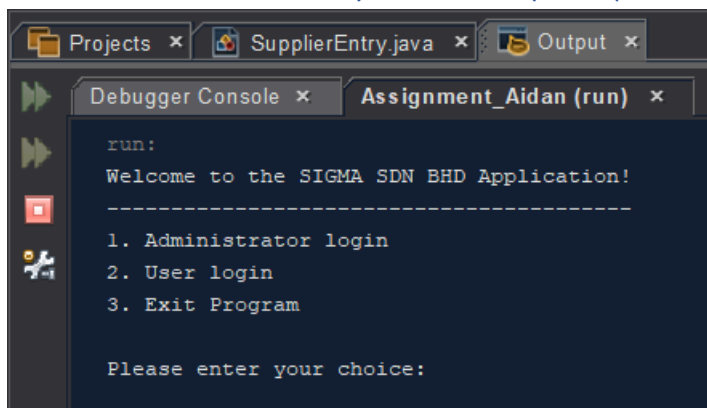 Projects × SupplierEntry.java × Output ×
Debugger Console × Assignment_Aidan (run) ×
run:
Welcome to the SIGMA SDN BHD Application!
-----------------------------------------
1. Administrator login
2. User login
3. Exit Program
Please enter your choice: